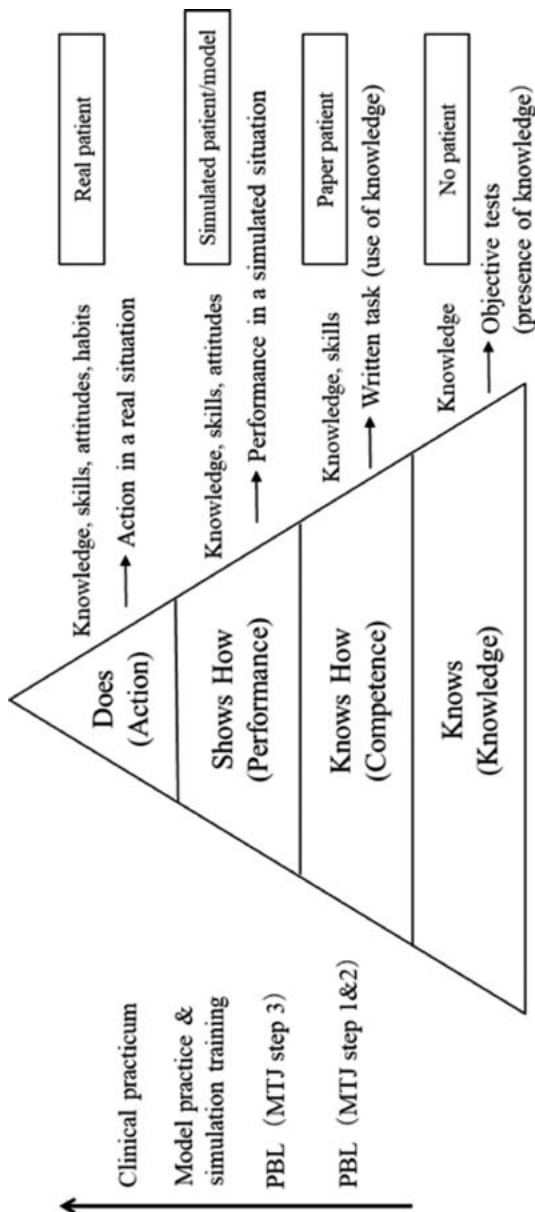 Clinical practicum
Model practice &
simulation training
PBL (MTJ step 3)
PBL (MTJ step 1&2)
Does
(Action)
Shows How
(Performance)
Knows How
(Competence)
Knows
(Knowledge)
Knowledge, skills, attitudes, habits
Action in a real situation
Knowledge, skills, attitudes
Performance in a simulated situation
Knowledge, skills
Written task (use of knowledge)
Knowledge
Objective tests
(presence of knowledge)
Real patient
Simulated patient/model
Paper patient
No patient